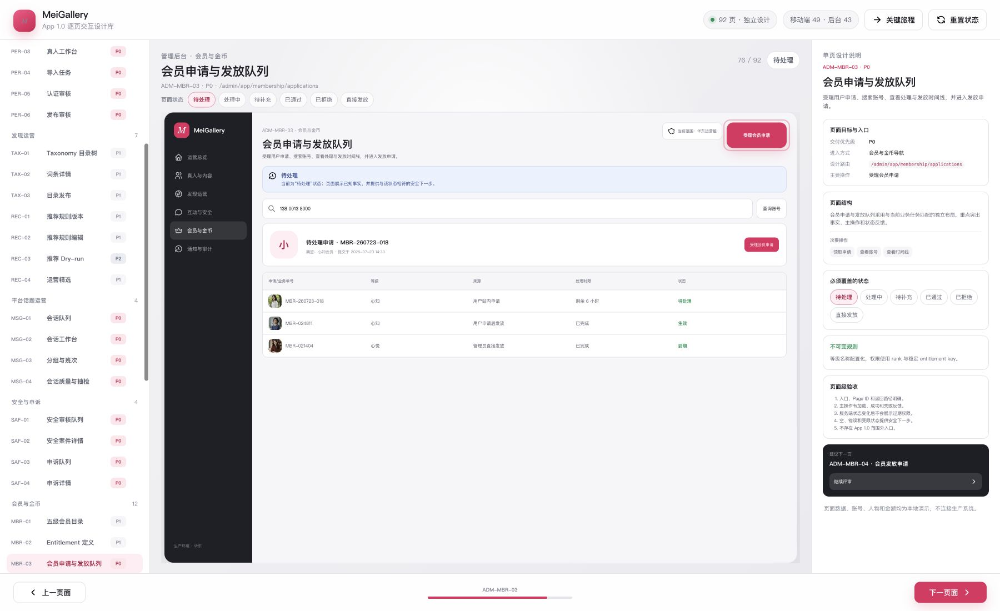 MeiGallery
App 1.0 逐页交互设计库
92 页 · 独立设计
移动端 49 · 后台 43
关键旅程
重置状态
PER-03 真人工作台 P0
PER-04 导入任务 P0
PER-05 认证审核 P0
PER-06 发布审核 P0
发现运营 7
TAX-01 Taxonomy 目录树 P1
TAX-02 词条详情 P1
TAX-03 目录发布 P1
REC-01 推荐规则版本 P1
REC-02 推荐规则编辑 P1
REC-03 推荐 Dry-run P2
REC-04 运营精选 P1
平台话题运营 4
MSG-01 会话队列 P0
MSG-02 会话工作台 P0
MSG-03 分组与班次 P0
MSG-04 会话质量与抽检 P0
安全与申诉 4
SAF-01 安全审核队列 P0
SAF-02 安全案件详情 P0
SAF-03 申诉队列 P0
SAF-04 申诉详情 P0
会员与金币 12
MBR-01 五级会员目录 P1
MBR-02 Entitlement 定义 P1
MBR-03 会员申请与发放队列 P0
管理后台 · 会员与金币
会员申请与发放队列
ADM-MBR-03 · P0 · /admin/app/membership/applications
76 / 92
待处理
页面状态 待处理 处理中 待补充 已通过 已拒绝 直接发放
M MeiGallery
运营总览
真人与内容
发现运营
互动与安全
会员与金币
通知与审计
生产环境 · 华东
ADM-MBR-03 · 会员与金币
会员申请与发放队列
受理用户申请、搜索账号、查看处理与发放时间线，并进入发放申请。
当前范围：华东运营组
受理会员申请
待处理
当前为“待处理”状态；页面展示已知事实，并提供与该状态相符的安全下一步。
138 0013 8000
查询账号
小
待处理申请 · MBR-260723-018
期望：心知会员 · 提交于 2026-07-23 14:30
受理会员申请
申请/业务单号 等级 来源 处理时限 状态
MBR-260723-018 心知 用户站内申请 剩余 6 小时 待处理
MBR-024811 心知 用户申请后发放 已完成 生效
MBR-021404 心悦 管理员直接发放 已完成 到期
单页设计说明
ADM-MBR-03 · P0
会员申请与发放队列
受理用户申请、搜索账号、查看处理与发放时间线，并进入发放申
请。
页面目标与入口
交付优先级 P0
进入方式 会员与金币导航
设计路由 /admin/app/membership/applications
主要操作 受理会员申请
页面结构
会员申请与发放队列采用与当前业务任务匹配的独立布局，重点突出
事实、主操作和状态反馈。
次要操作
领取申请 查看账号 查看时间线
必须覆盖的状态
待处理 处理中 待补充 已通过 已拒绝
直接发放
不可变规则
等级名称配置化，权限使用 rank 与稳定 entitlement key。
页面级验收
1. 入口、Page ID 和返回路径明确。
2. 主操作有加载、成功和失败反馈。
3. 服务端状态变化后不会展示过期权限。
4. 空、错误和受限状态提供安全下一步。
5. 不存在 App 1.0 范围外入口。
建议下一页
ADM-MBR-04 · 会员发放申请
继续评审
页面数据、账号、人物和金额均为本地演示，不连接生产系统。
上一页面
ADM-MBR-03
下一页面